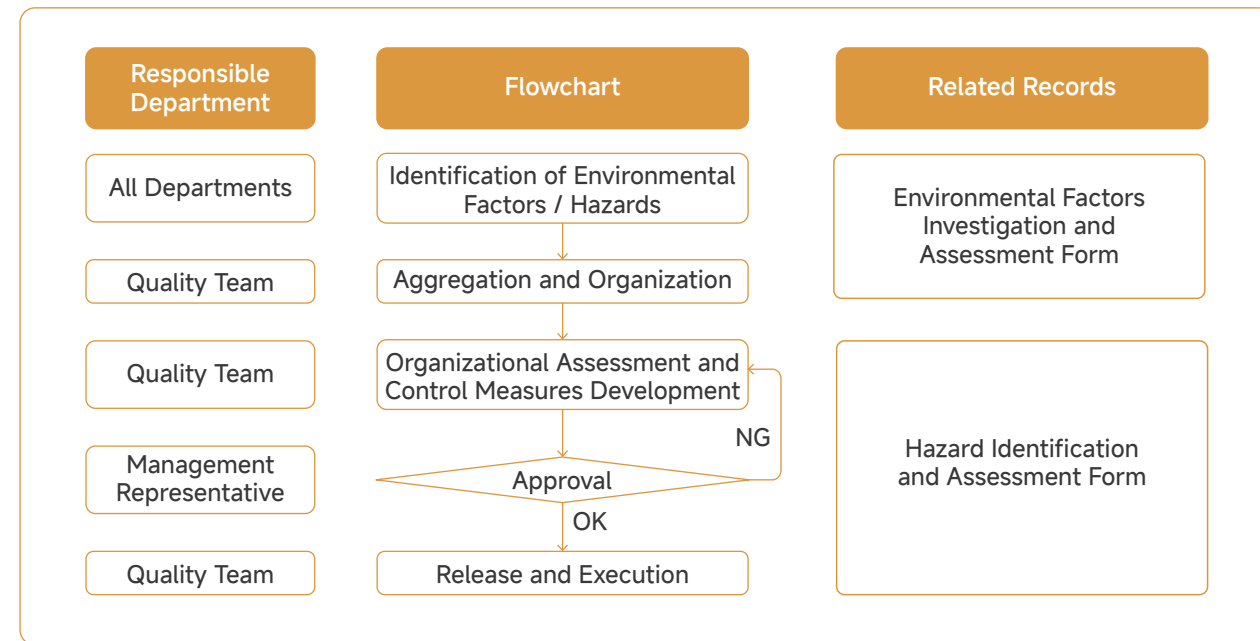 Responsible
Department
Flowchart
Related Records
All Departments
Identification of Environmental
Factors / Hazards
Environmental Factors
Investigation and
Assessment Form
Quality Team
Aggregation and Organization
Quality Team
Organizational Assessment and
Control Measures Development
NG
Hazard Identification
and Assessment Form
Management
Representative
Approval
OK
Quality Team
Release and Execution